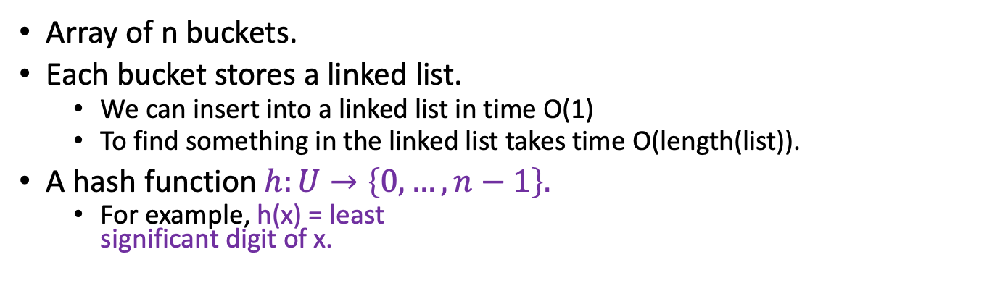 • Array of n buckets.
• Each bucket stores a linked list.
• We can insert into a linked list in time O(1)
• To find something in the linked list takes time O(length(list)).
• A hash function h: U → {0, … , n − 1}.
• For example, h(x) = least
significant digit of x.